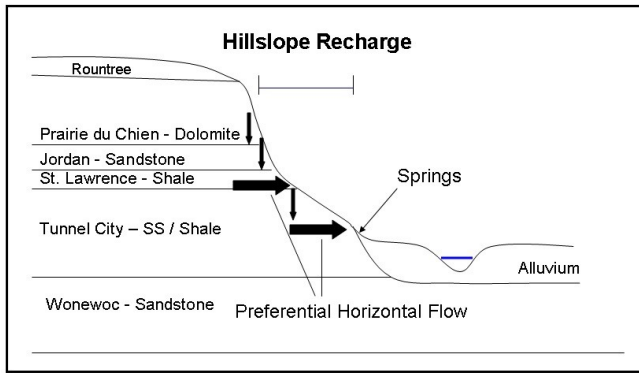 Hillslope Recharge
Rountree
Prairie du Chien - Dolomite
Jordan - Sandstone
St. Lawrence - Shale
Springs
Tunnel City – SS / Shale
Alluvium
Wonewoc - Sandstone
Preferential Horizontal Flow